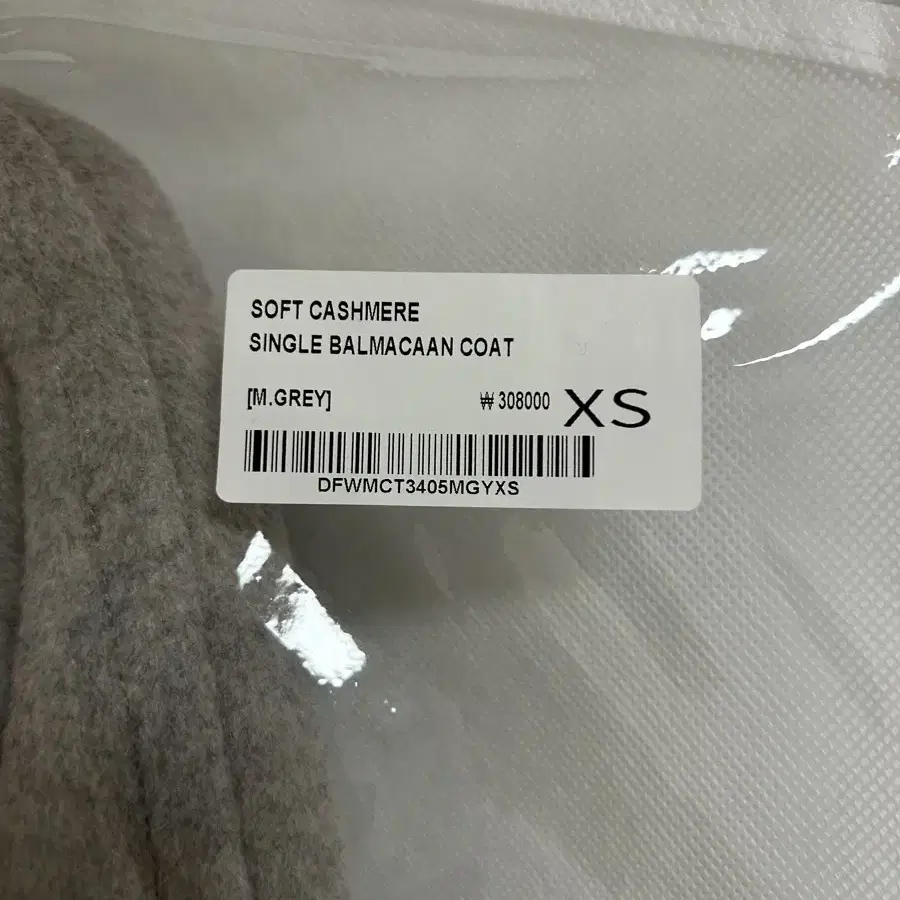 SOFT CASHMERE
SINGLE BALMACAAN COAT
[M.GREY] ₩ 308000 XS
DFWMCT3405MGYXS